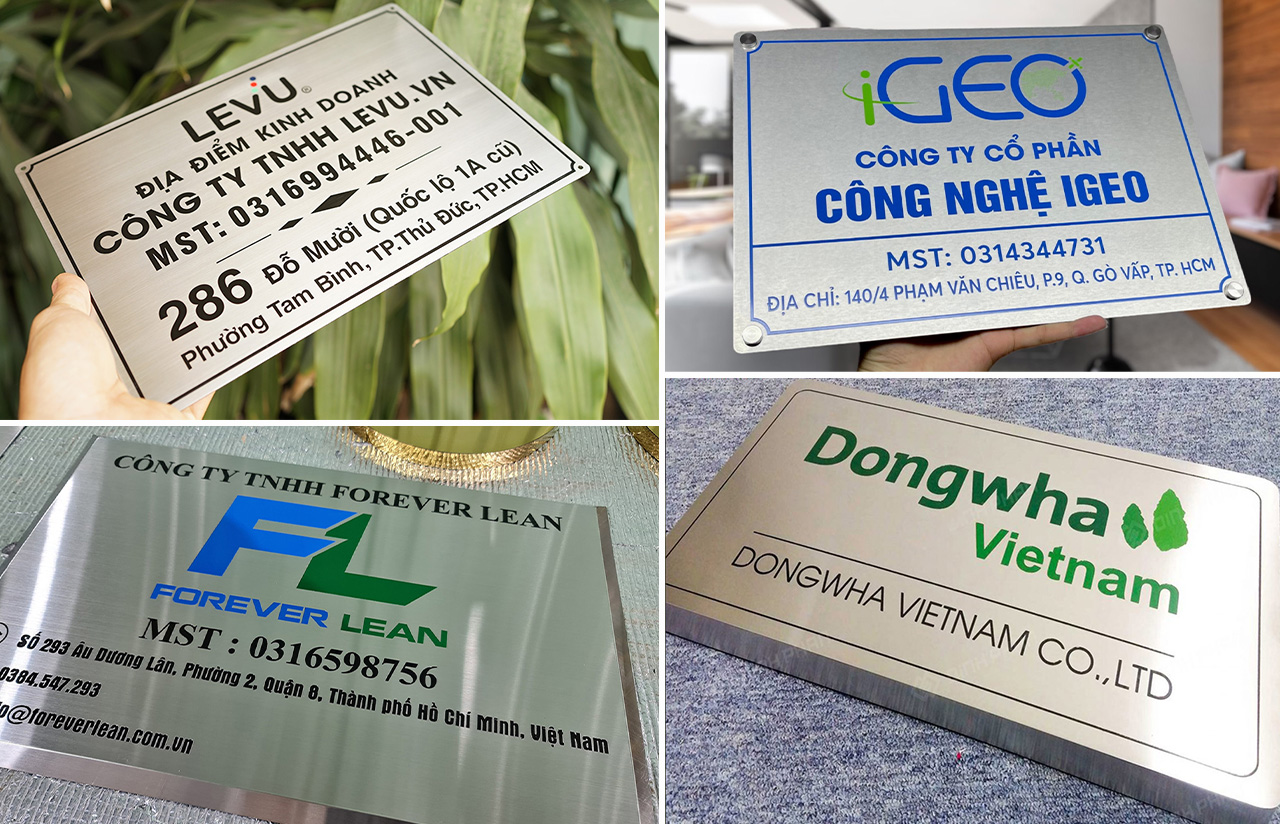 LEVU®
ĐỊA ĐIỂM KINH DOANH
CÔNG TY TNHH LEVU.VN
MST: 0316994446-001
286 Đỗ Mười (Quốc lộ 1A cũ)
Phường Tam Bình, TP.Thủ Đức, TP.HCM
iGEO
CÔNG TY CỔ PHẦN
CÔNG NGHỆ IGEO
MST: 0314344731
ĐỊA CHỈ: 140/4 PHẠM VĂN CHIÊU, P.9, Q. GÒ VẤP, TP. HCM
CÔNG TY TNHH FOREVER LEAN
FL
FOREVER LEAN
MST : 0316598756
Số 293 Âu Dương Lân, Phường 2, Quận 8, Thành phố Hồ Chí Minh, Việt Nam
0384.547.293
@foreverlean.com.vn
Dongwha
Vietnam
DONGWHA VIETNAM CO.,LTD